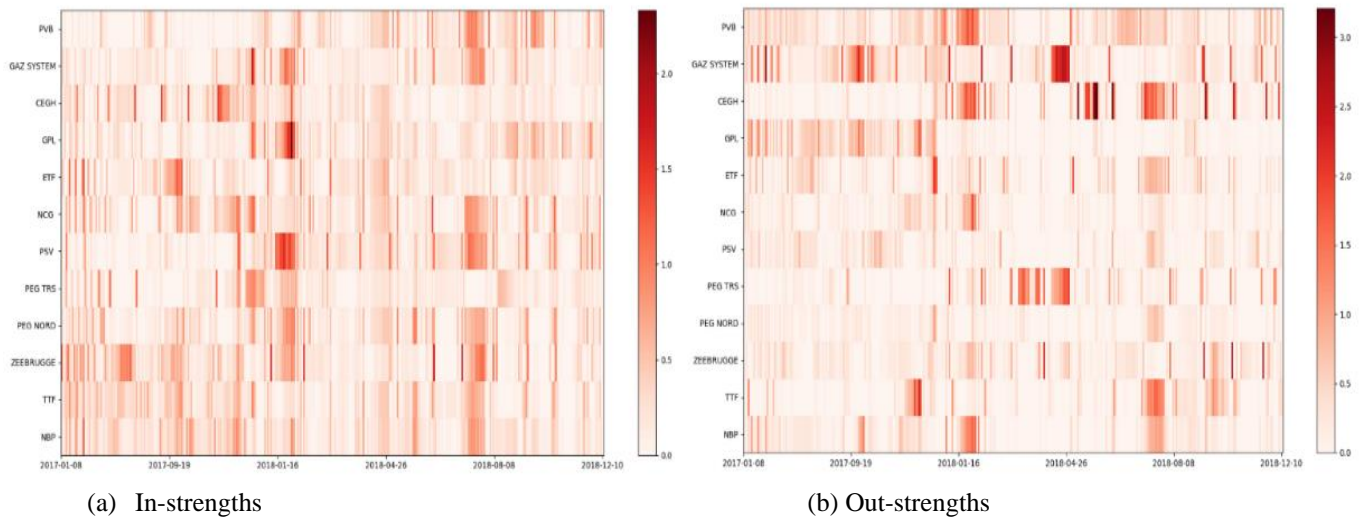 PVB
GAZ SYSTEM
CEGH
GPL
ETF
NCG
PSV
PEG TRS
PEG NORD
ZEEBRUGGE
TTF
NBP
2017-01-08 2017-09-19 2018-01-16 2018-04-26 2018-08-08 2018-12-10
2.0
1.5
1.0
0.5
0.0
(a) In-strengths
PVB
GAZ SYSTEM
CEGH
GPL
ETF
NCG
PSV
PEG TRS
PEG NORD
ZEEBRUGGE
TTF
NBP
2017-01-08 2017-09-19 2018-01-16 2018-04-26 2018-08-08 2018-12-10
3.0
2.5
2.0
1.5
1.0
0.5
0.0
(b) Out-strengths